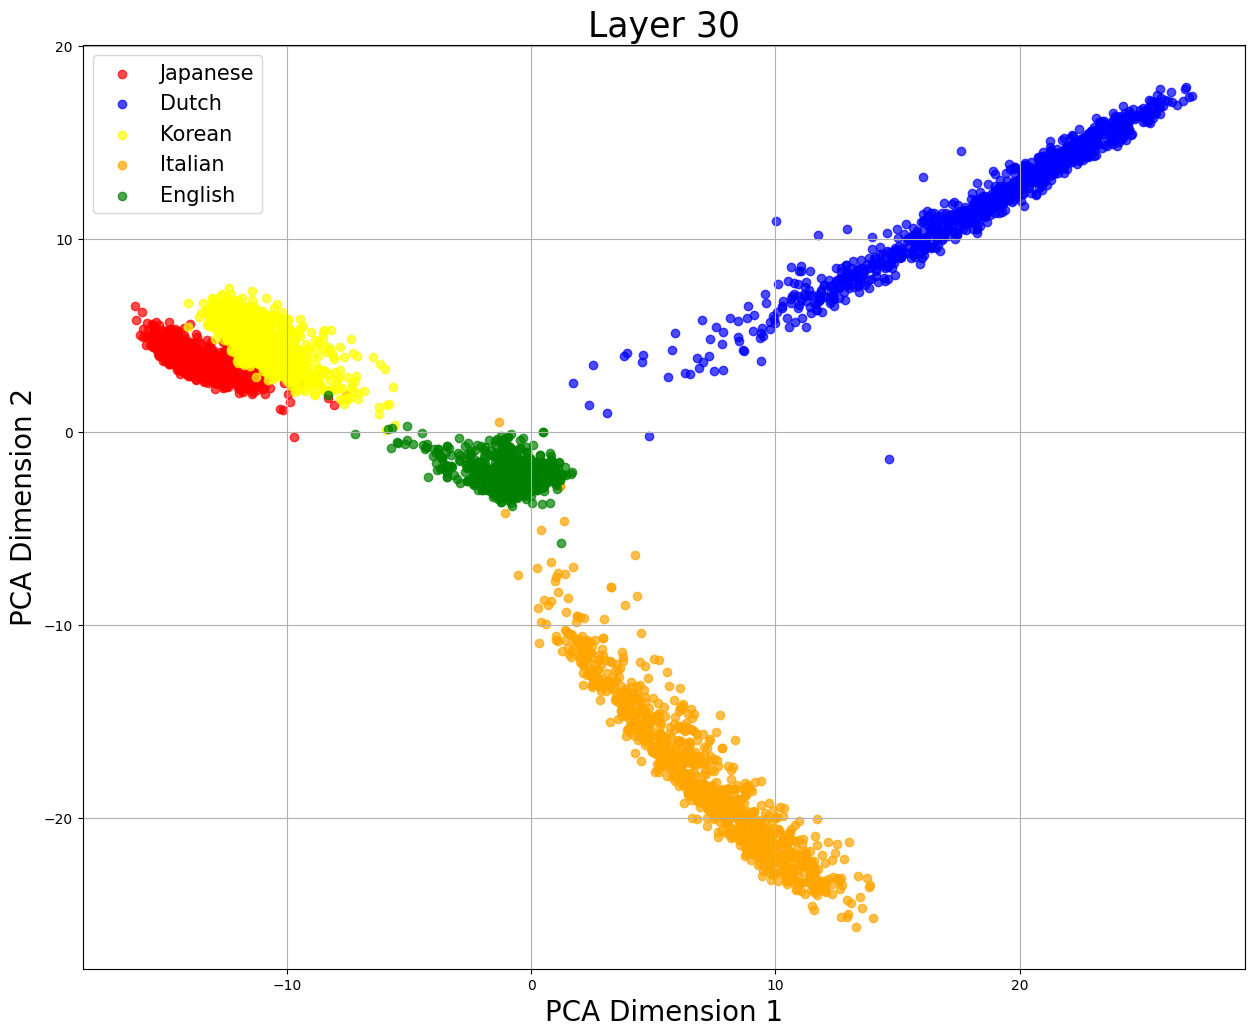 Layer 30
Japanese
Dutch
Korean
Italian
English
20
10
0
−10
−20
PCA Dimension 2
−10
0
10
20
PCA Dimension 1